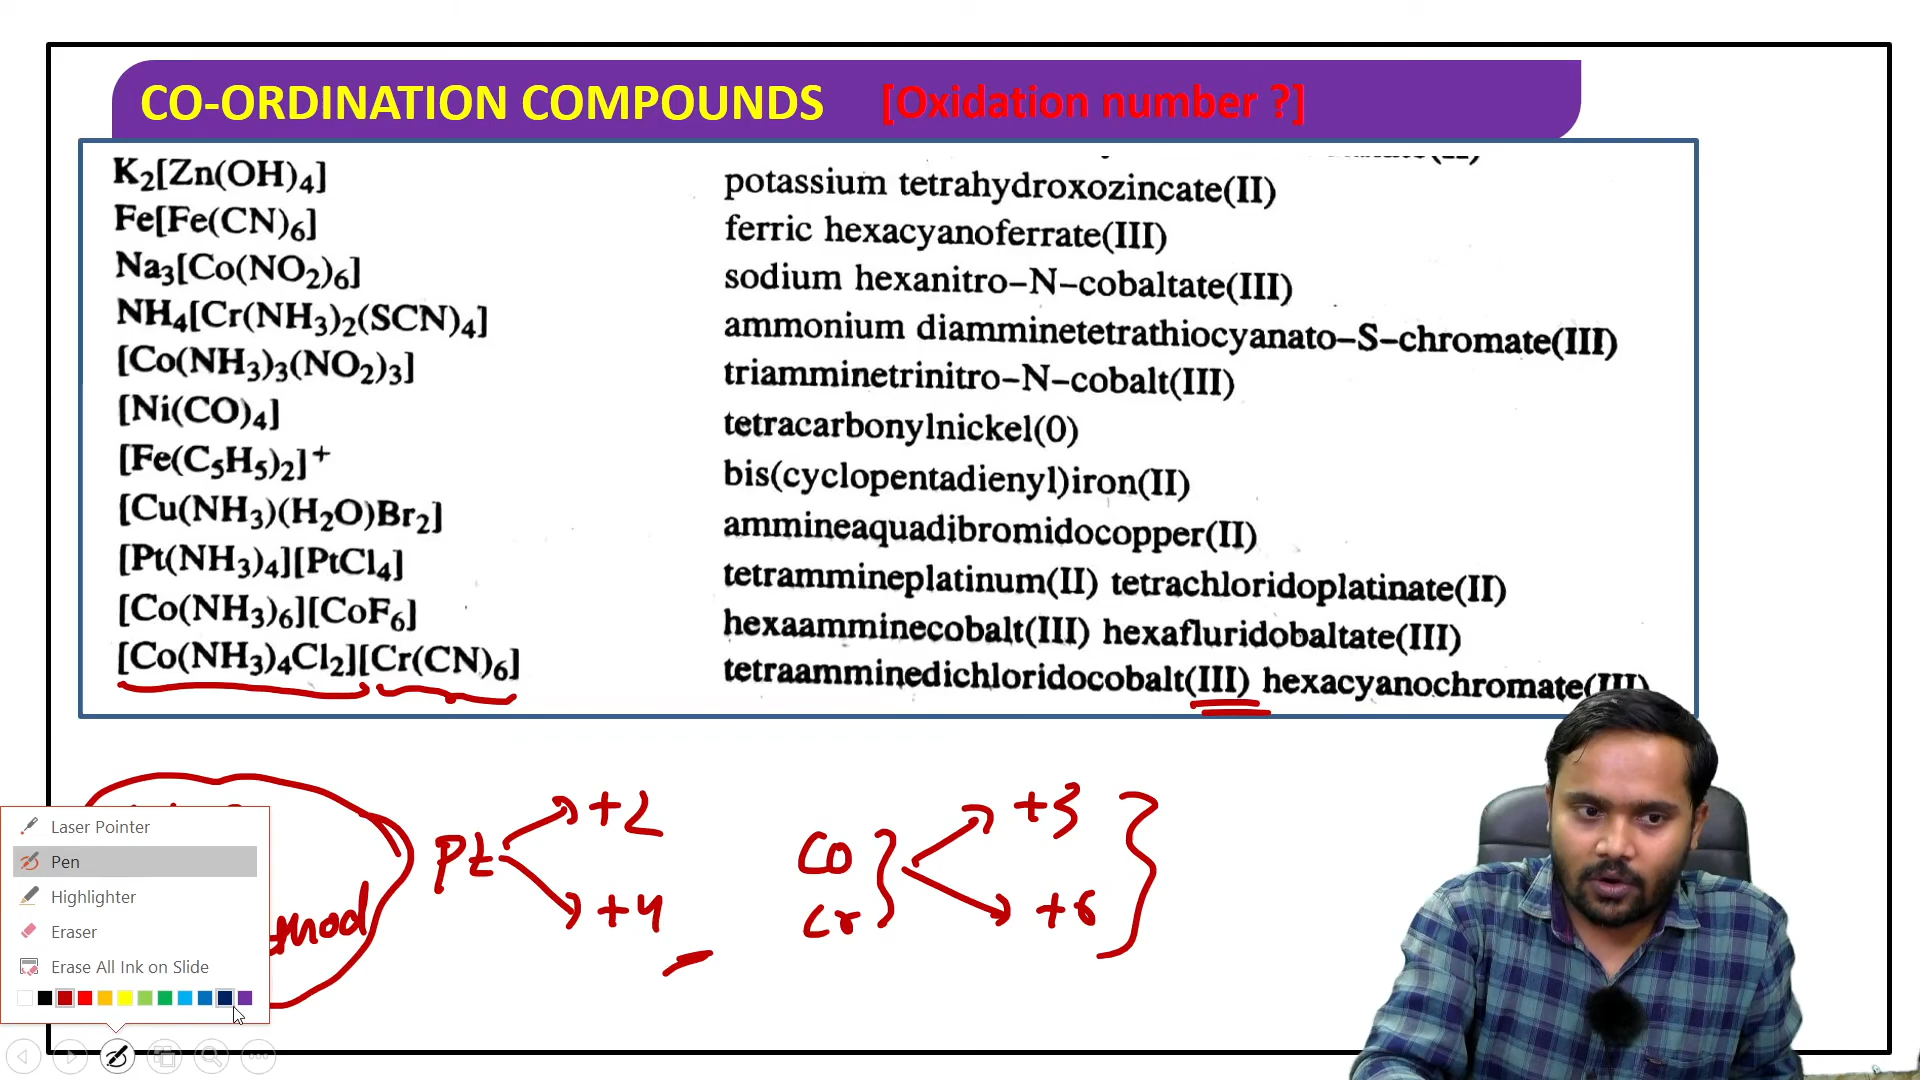 CO-ORDINATION COMPOUNDS [Oxidation number ?]
K₂[Zn(OH)₄] potassium tetrahydroxozincate(II)
Fe[Fe(CN)₆] ferric hexacyanoferrate(III)
Na₃[Co(NO₂)₆] sodium hexanitro–N–cobaltate(III)
NH₄[Cr(NH₃)₂(SCN)₄] ammonium diamminetetrathiocyanato–S–chromate(III)
[Co(NH₃)₃(NO₂)₃] triamminetrinitro–N–cobalt(III)
[Ni(CO)₄] tetracarbonylnickel(0)
[Fe(C₅H₅)₂]⁺ bis(cyclopentadienyl)iron(II)
[Cu(NH₃)(H₂O)Br₂] ammineaquadibromidocopper(II)
[Pt(NH₃)₄][PtCl₄] tetrammineplatinum(II) tetrachloridoplatinate(II)
[Co(NH₃)₆][CoF₆] hexaamminecobalt(III) hexafluridobaltate(III)
[Co(NH₃)₄Cl₂][Cr(CN)₆] tetraamminedichloridocobalt(III) hexacyanochromate(III)
Pt +2 +4
Co Cr +3 +6
Laser Pointer
Pen
Highlighter
Eraser
Erase All Ink on Slide